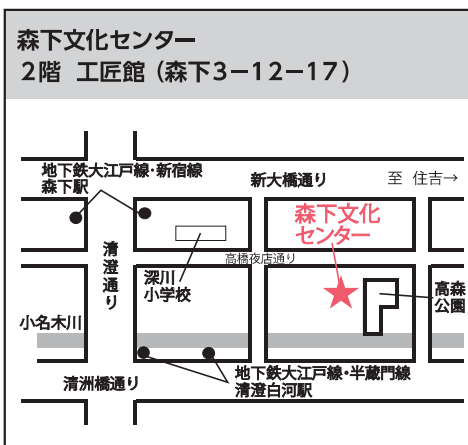 森下文化センター
2階 工匠館（森下3－12－17）
地下鉄大江戸線・新宿線
森下駅
新大橋通り
至 住吉→
森下文化
センター
清澄通り
高橋夜店通り
深川
小学校
高森
公園
小名木川
地下鉄大江戸線・半蔵門線
清澄白河駅
清洲橋通り